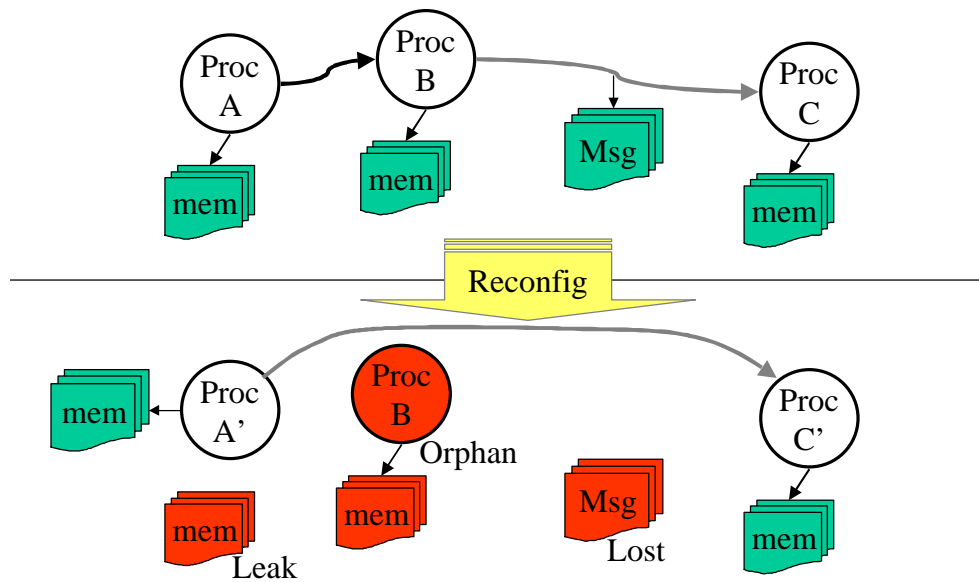 Proc
A
Proc
B
Proc
C
mem
mem
Msg
mem
Reconfig
mem
Proc
A’
Proc
B
Orphan
Proc
C’
mem
Leak
mem
Msg
Lost
mem